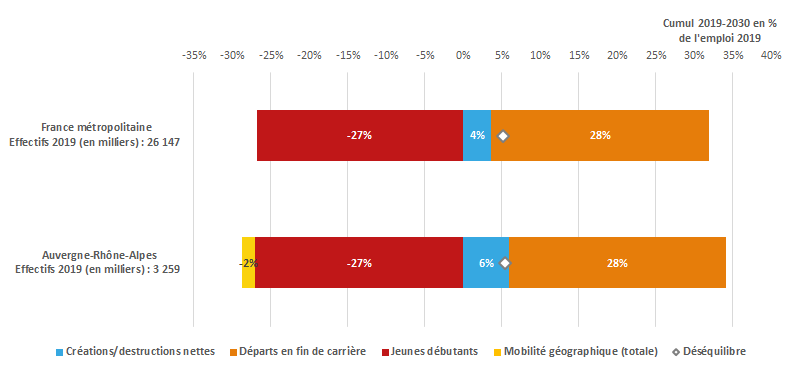 Cumul 2019-2030 en %
de l'emploi 2019
-35% -30% -25% -20% -15% -10% -5% 0% 5% 10% 15% 20% 25% 30% 35% 40%
France métropolitaine
Effectifs 2019 (en milliers) : 26 147
-27% 4% 28%
Auvergne-Rhône-Alpes
Effectifs 2019 (en milliers) : 3 259
-2% -27% 6% 28%
Créations/destructions nettes Départs en fin de carrière Jeunes débutants Mobilité géographique (totale) Déséquilibre